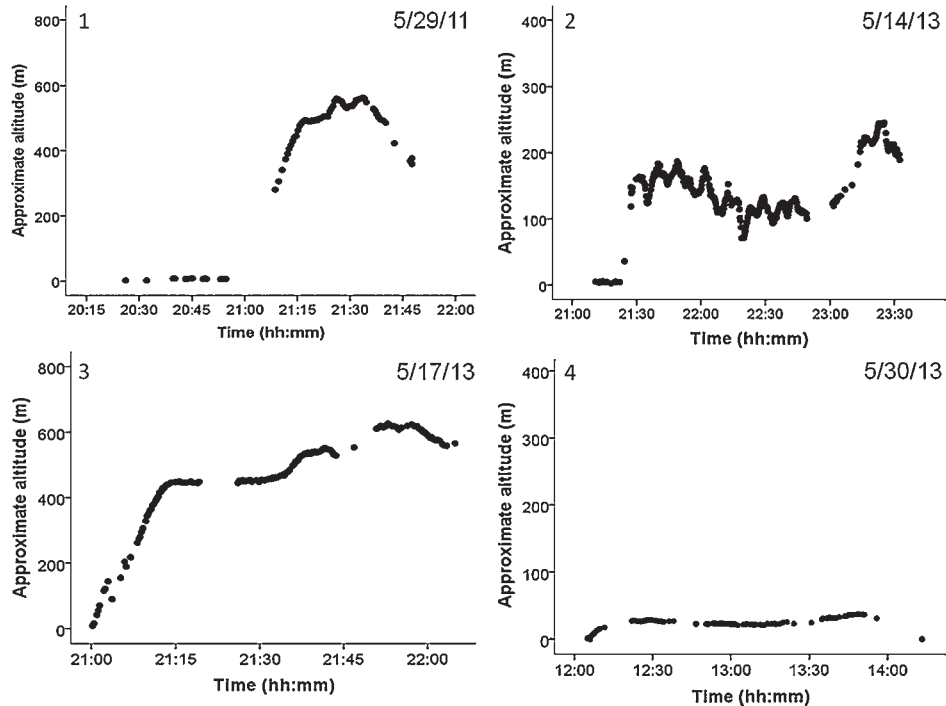 1
5/29/11
800
600
400
200
0
Approximate altitude (m)
20:15 20:30 20:45 21:00 21:15 21:30 21:45 22:00
Time (hh:mm)
2
5/14/13
400
300
200
100
0
Approximate altitude (m)
21:00 21:30 22:00 22:30 23:00 23:30
Time (hh:mm)
3
5/17/13
800
600
400
200
0
Approximate altitude (m)
21:00 21:15 21:30 21:45 22:00
Time (hh:mm)
4
5/30/13
400
300
200
100
0
Approximate altitude (m)
12:00 12:30 13:00 13:30 14:00
Time (hh:mm)